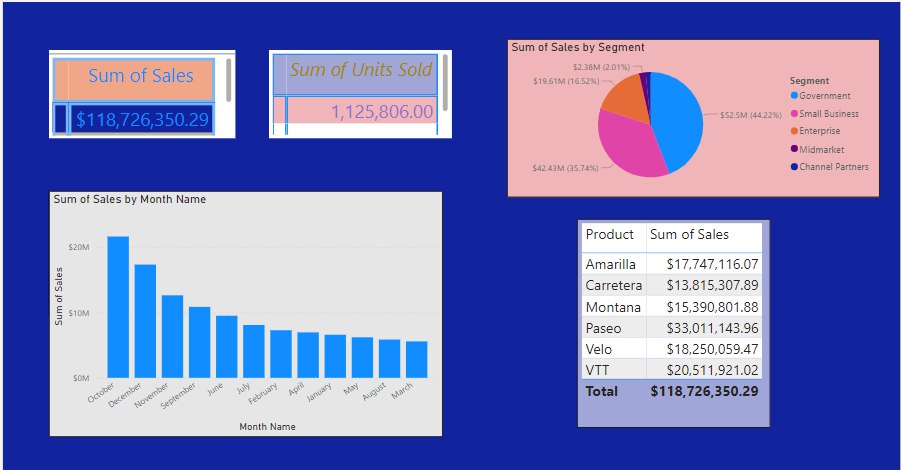 Sum of Sales
$118,726,350.29
Sum of Units Sold
1,125,806.00
Sum of Sales by Segment
$2.38M (2.01%)
$19.61M (16.52%)
$52.5M (44.22%)
$42.43M (35.74%)
Segment
Government
Small Business
Enterprise
Midmarket
Channel Partners
Sum of Sales by Month Name
Sum of Sales
$20M
$10M
$0M
October
December
November
September
June
July
February
April
January
May
August
March
Month Name
Product Sum of Sales
Amarilla $17,747,116.07
Carretera $13,815,307.89
Montana $15,390,801.88
Paseo $33,011,143.96
Velo $18,250,059.47
VTT $20,511,921.02
Total $118,726,350.29